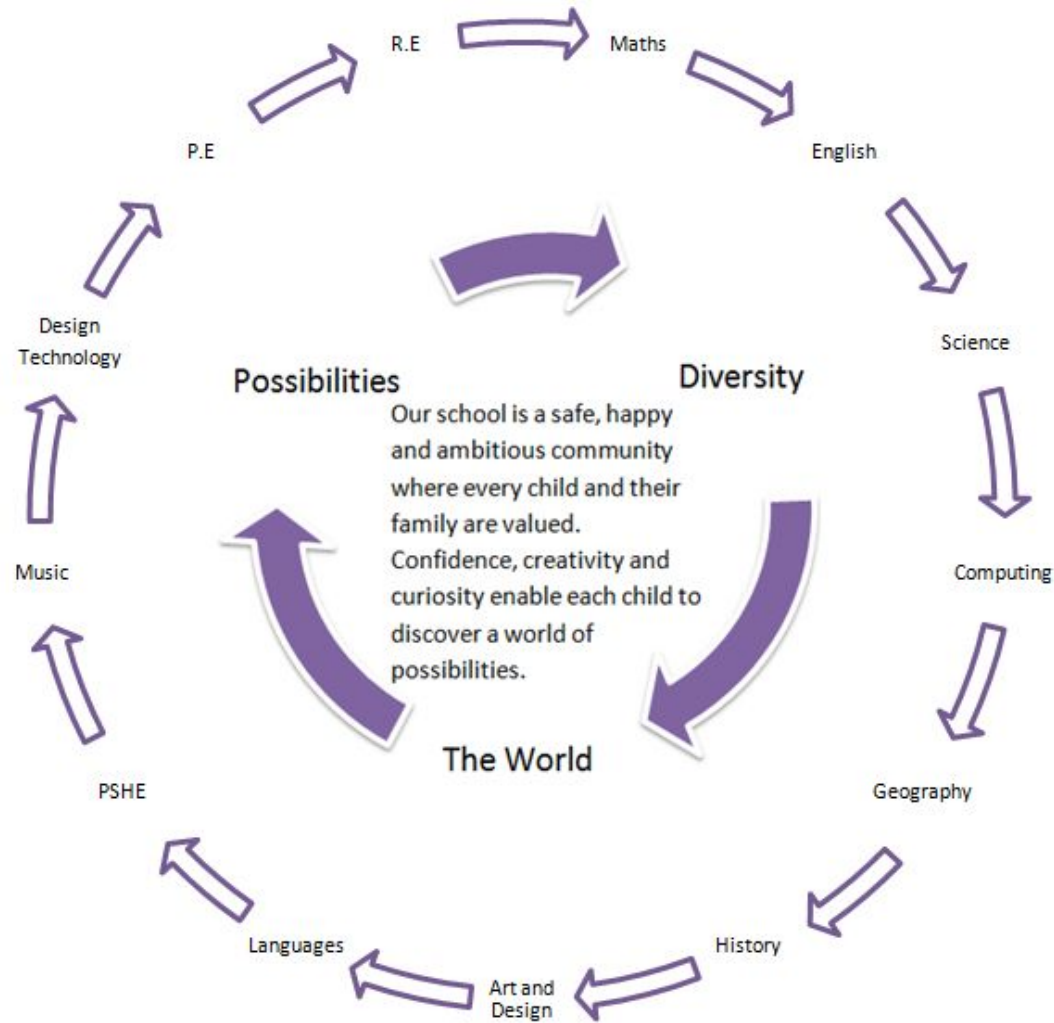 R.E
Maths
P.E
English
Design
Technology
Science
Possibilities
Diversity
Our school is a safe, happy
and ambitious community
where every child and their
family are valued.
Confidence, creativity and
curiosity enable each child to
discover a world of
possibilities.
Music
Computing
The World
PSHE
Geography
Languages
History
Art and
Design